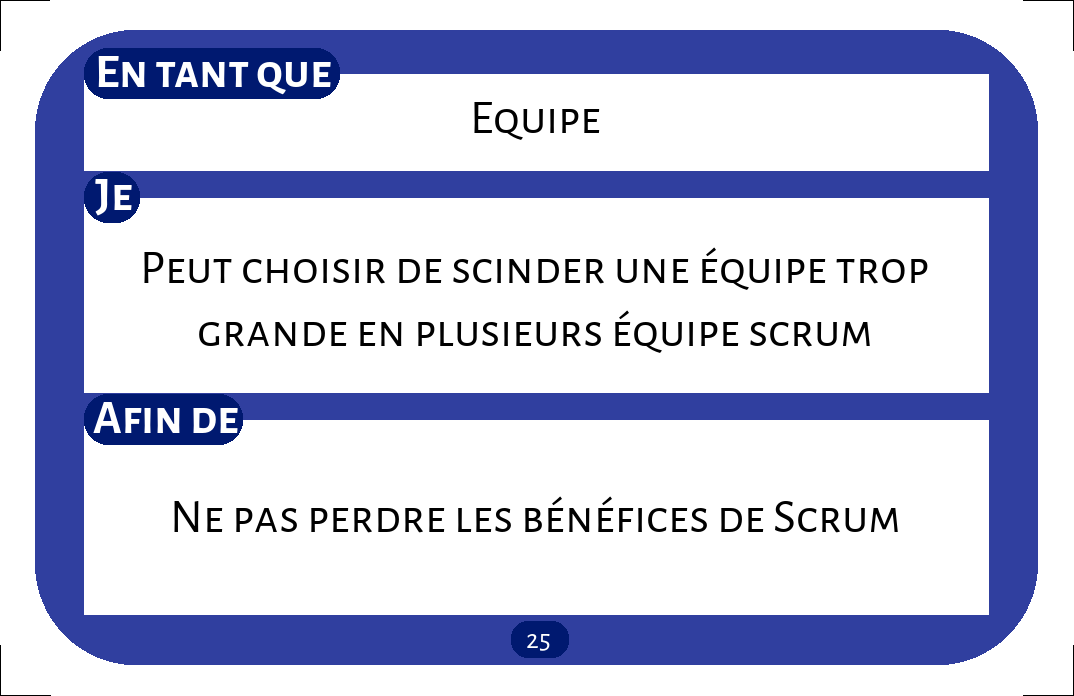 En tant que
Equipe
Je
Peut choisir de scinder une équipe trop
grande en plusieurs équipe scrum
Afin de
Ne pas perdre les bénéfices de Scrum
25